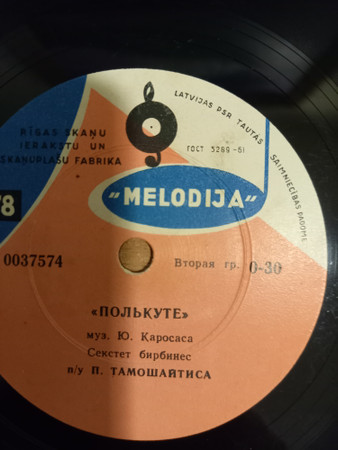 RĪGAS SKAŅU
IERAKSTU UN
SKAŅUPLAŠU FABRIKA
LATVIJAS PSR TAUTAS
SAIMNIECĪBAS PADOME
ГОСТ 5289-61
"MELODIJA"
78
0037574
Вторая гр. 0-30
«ПОЛЬКУТЕ»
муз. Ю. Каросаса
Секстет бирбинес
п/у П. ТАМОШАЙТИСА